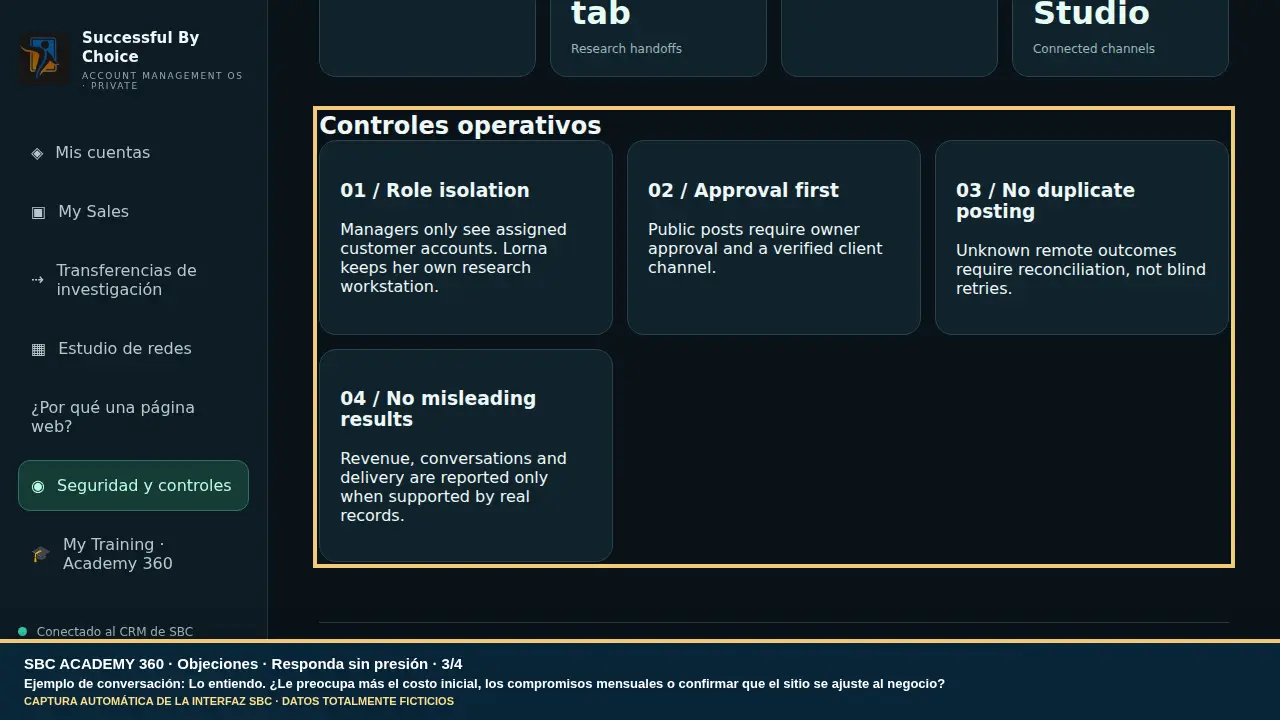 Successful By
Choice
ACCOUNT MANAGEMENT OS
· PRIVATE
Mis cuentas
My Sales
Transferencias de
investigación
Estudio de redes
¿Por qué una página
web?
Seguridad y controles
My Training ·
Academy 360
Conectado al CRM de SBC
tab
Research handoffs
Studio
Connected channels
Controles operativos
01 / Role isolation
Managers only see assigned
customer accounts. Lorna
keeps her own research
workstation.
02 / Approval first
Public posts require owner
approval and a verified client
channel.
03 / No duplicate
posting
Unknown remote outcomes
require reconciliation, not blind
retries.
04 / No misleading
results
Revenue, conversations and
delivery are reported only
when supported by real
records.
SBC ACADEMY 360 · Objeciones · Responda sin presión · 3/4
Ejemplo de conversación: Lo entiendo. ¿Le preocupa más el costo inicial, los compromisos mensuales o confirmar que el sitio se ajuste al negocio?
CAPTURA AUTOMÁTICA DE LA INTERFAZ SBC · DATOS TOTALMENTE FICTICIOS